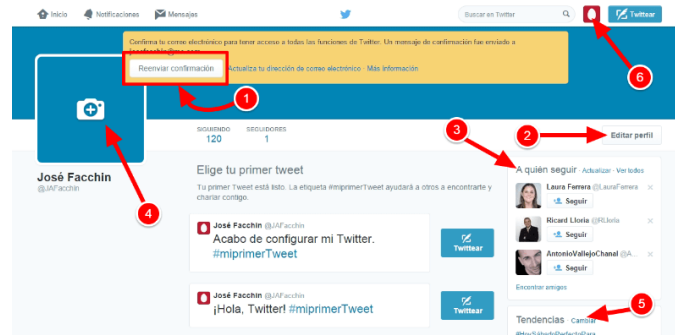 Inicio Notificaciones Mensajes Buscar en Twitter Twittear
Confirma tu correo electrónico para tener acceso a todas las funciones de Twitter. Un mensaje de confirmación fue enviado a
Reenviar confirmación Actualiza tu dirección de correo electrónico · Más información
1
6
SIGUIENDO SEGUIDORES
120 1
3
2
Editar perfil
4
José Facchin
@JAFacchin
Elige tu primer tweet
Tu primer Tweet está listo. La etiqueta #miprimerTweet ayudará a otros a encontrarte y
charlar contigo.
José Facchin @JAFacchin
Acabo de configurar mi Twitter.
#miprimerTweet
Twittear
José Facchin @JAFacchin
¡Hola, Twitter! #miprimerTweet
Twittear
A quién seguir · Actualizar · Ver todos
Laura Ferrera @LauraFerrera ×
Seguir
Ricard Lloria @RLloria ×
Seguir
AntonioVallejoChanal @A... ×
Seguir
Encontrar amigos
5
Tendencias · Cambiar
#HoySábadoPerfectoPara